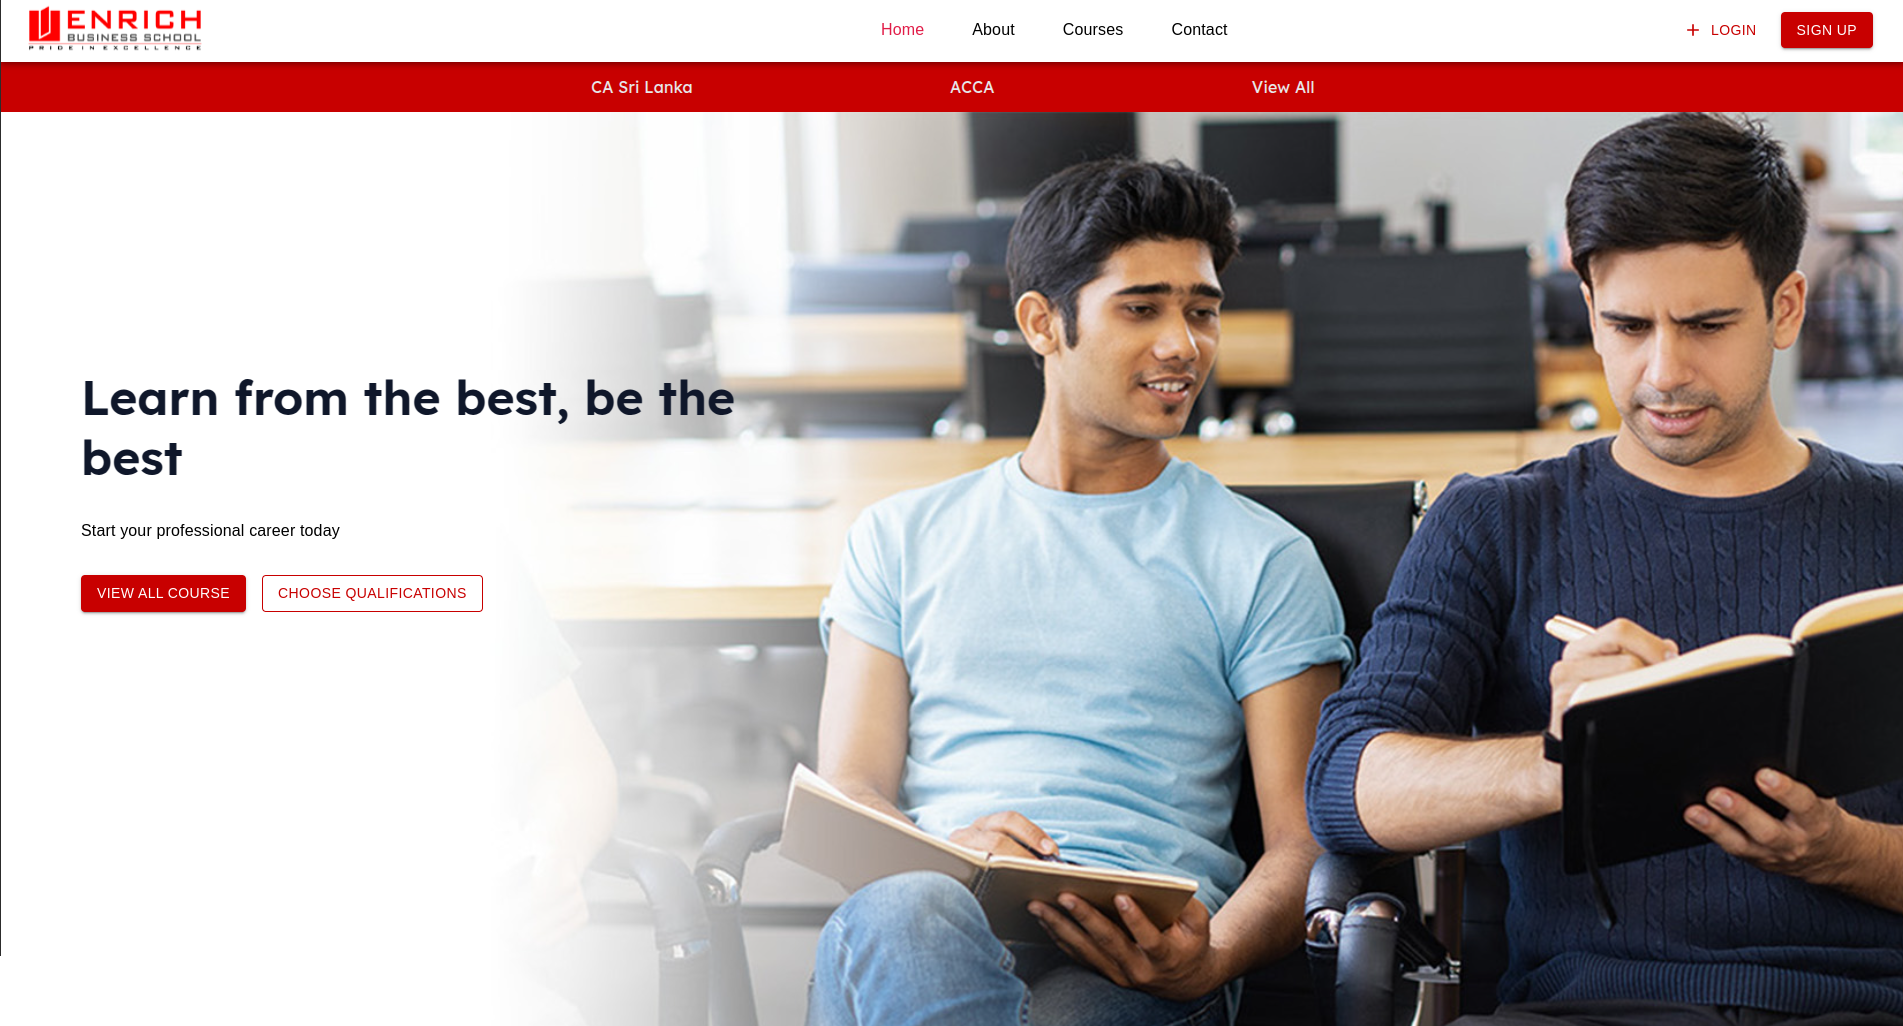 ENRICH
BUSINESS SCHOOL
PRIDE IN EXCELLENCE
Home About Courses Contact
LOGIN
SIGN UP
CA Sri Lanka ACCA View All
Learn from the best, be the
best
Start your professional career today
VIEW ALL COURSE
CHOOSE QUALIFICATIONS